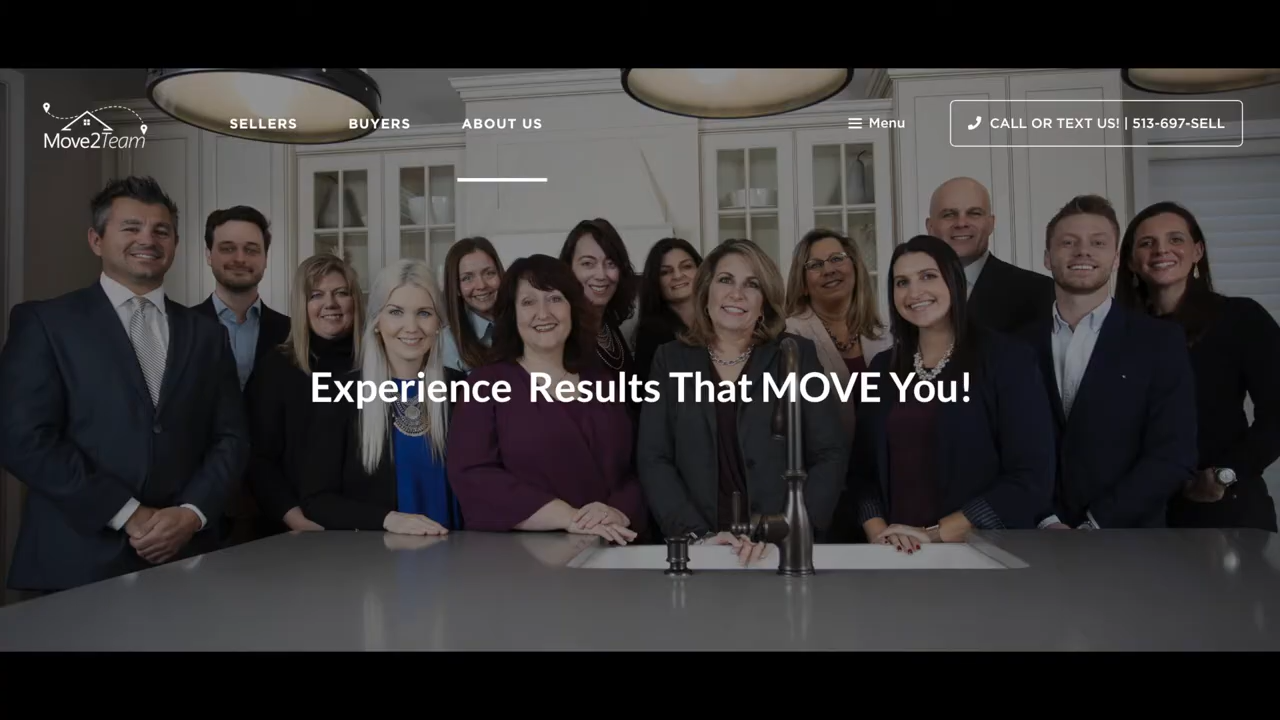 Move2Team
SELLERS
BUYERS
ABOUT US
Menu
CALL OR TEXT US! | 513-697-SELL
Experience Results That MOVE You!